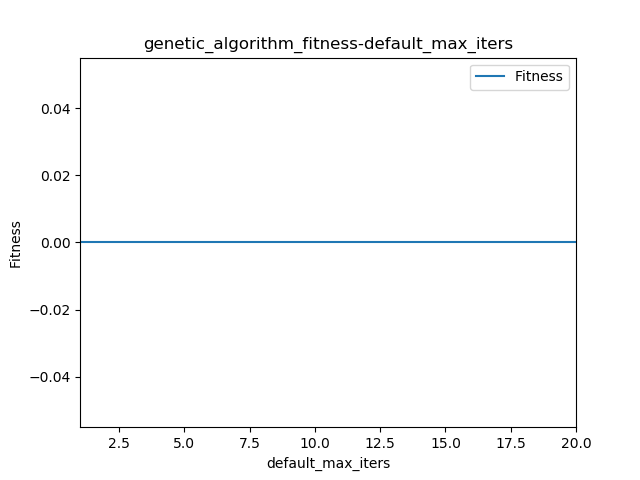 genetic_algorithm_fitness-default_max_iters
Fitness
0.04
0.02
0.00
−0.02
−0.04
Fitness
2.5 5.0 7.5 10.0 12.5 15.0 17.5 20.0
default_max_iters